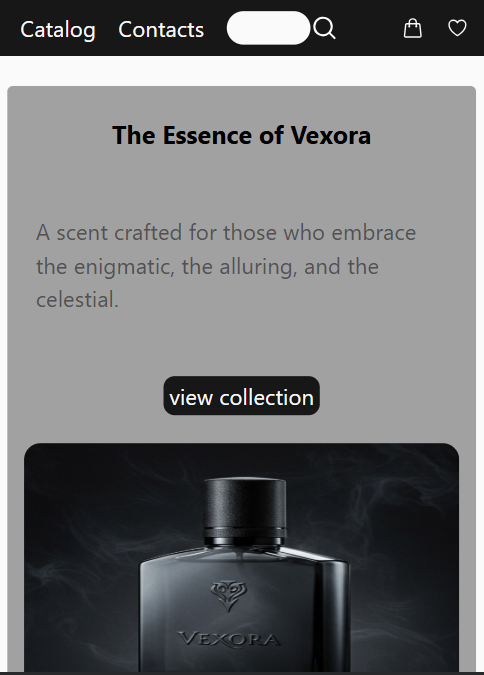 Catalog Contacts
The Essence of Vexora
A scent crafted for those who embrace
the enigmatic, the alluring, and the
celestial.
view collection
VEXORA